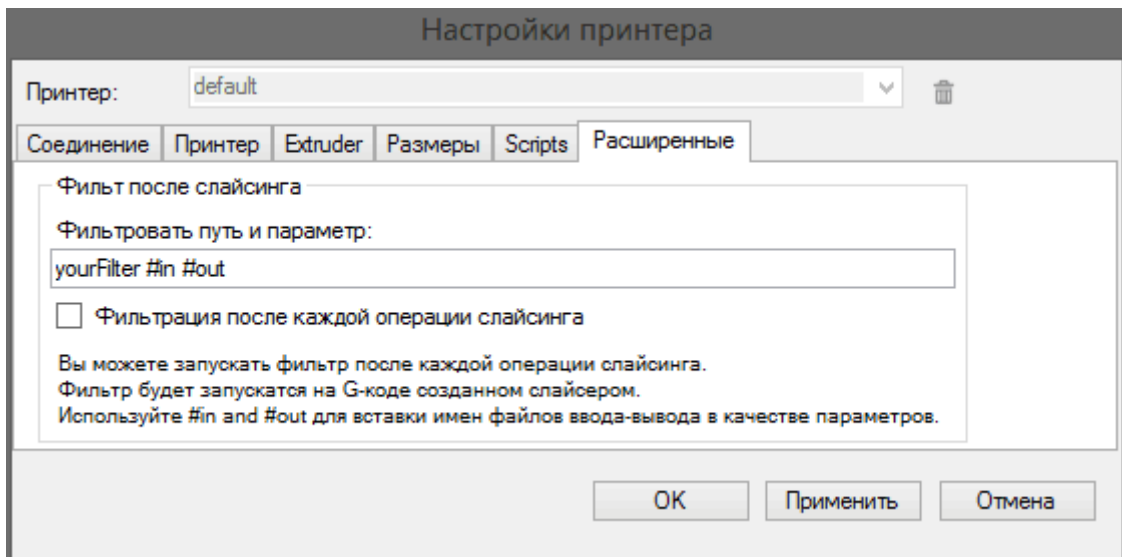 Настройки принтера
Принтер: default
Соединение Принтер Extruder Размеры Scripts Расширенные
Фильт после слайсинга
Фильтровать путь и параметр:
yourFilter #in #out
Фильтрация после каждой операции слайсинга
Вы можете запускать фильтр после каждой операции слайсинга.
Фильтр будет запускатся на G-коде созданном слайсером.
Используйте #in and #out для вставки имен файлов ввода-вывода в качестве параметров.
OK Применить Отмена